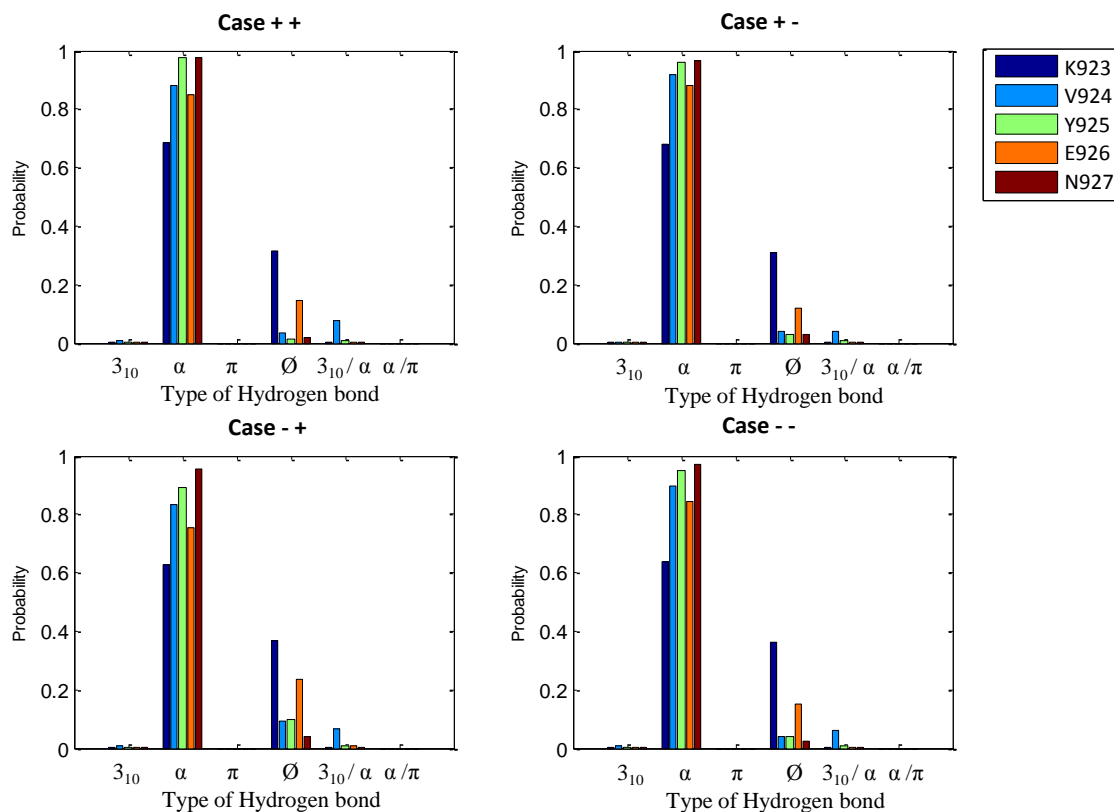 Case + +
1
0.8
0.6
0.4
0.2
0
Probability
3₁₀ α π Ø 3₁₀/ α α /π
Type of Hydrogen bond
Case + -
1
0.8
0.6
0.4
0.2
0
Probability
3₁₀ α π Ø 3₁₀/ α α /π
Type of Hydrogen bond
K923
V924
Y925
E926
N927
Case - +
1
0.8
0.6
0.4
0.2
0
Probability
3₁₀ α π Ø 3₁₀/ α α /π
Type of Hydrogen bond
Case - -
1
0.8
0.6
0.4
0.2
0
Probability
3₁₀ α π Ø 3₁₀/ α α/π
Type of Hydrogen bond